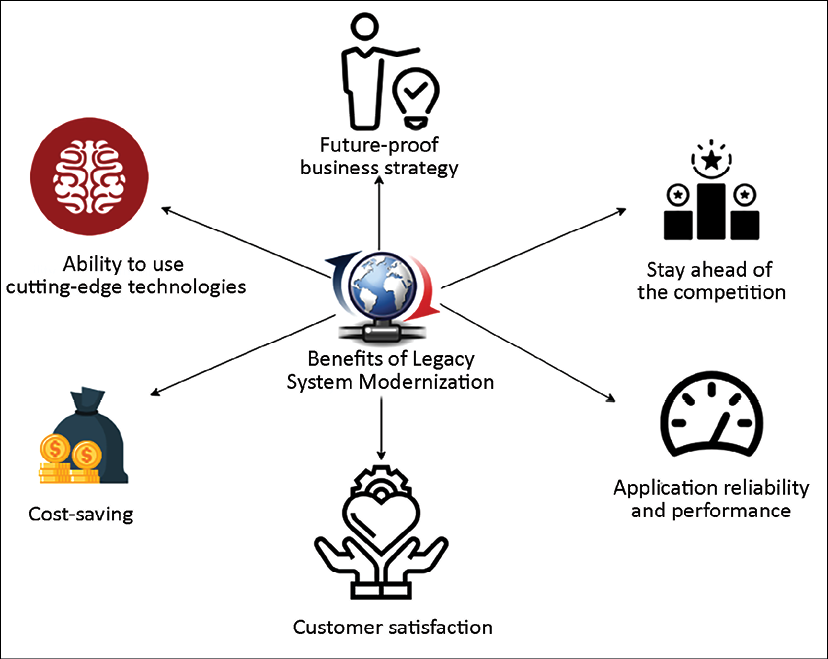 Future-proof
business strategy
Ability to use
cutting-edge technologies
Stay ahead of
the competition
Benefits of Legacy
System Modernization
Cost-saving
Application reliability
and performance
Customer satisfaction